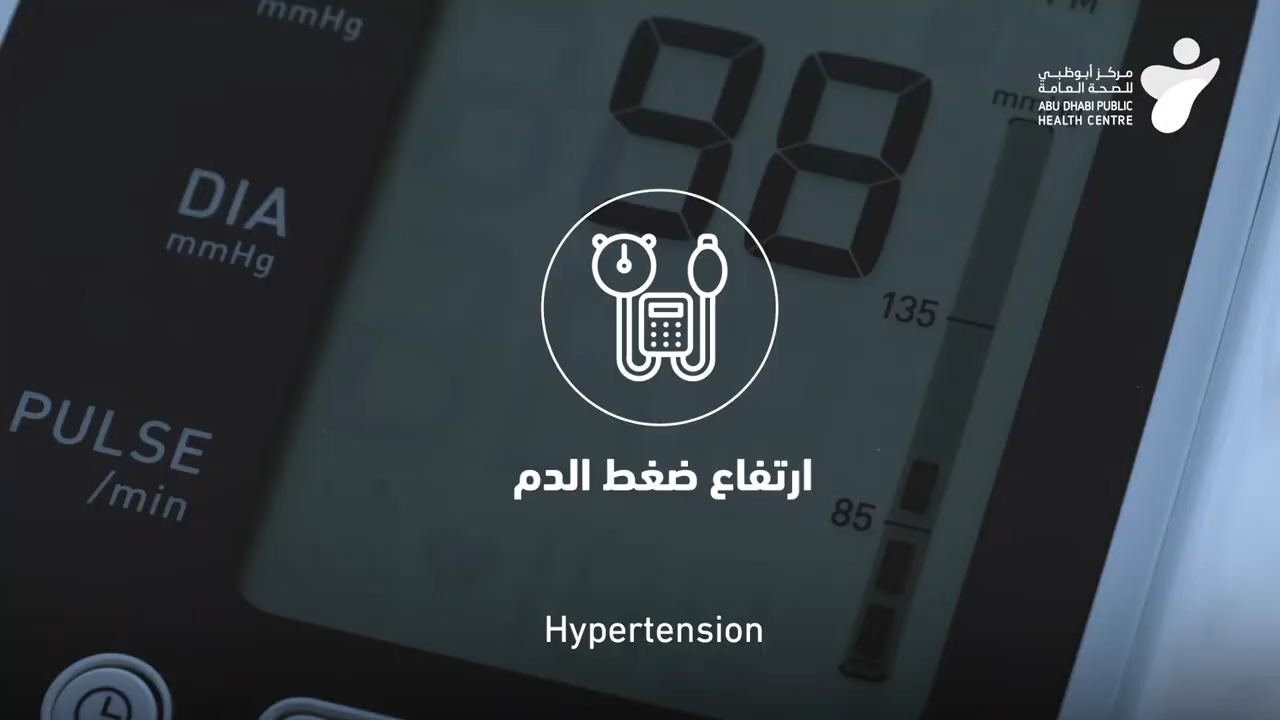 mmHg
98
مركز أبوظبي
للصحة العامة
ABU DHABI PUBLIC
HEALTH CENTRE
DIA
mmHg
135
PULSE
/min
85
ارتفاع ضغط الدم
Hypertension